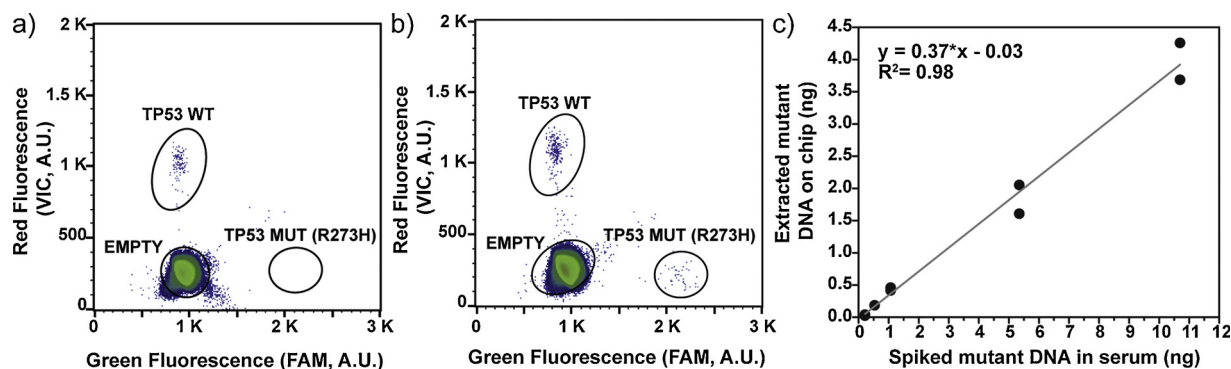 a)
2 K
1.5 K
1 K
500
0
0
1 K
2 K
3 K
Red Fluorescence
(VIC, A.U.)
Green Fluorescence (FAM, A.U.)
TP53 WT
EMPTY
TP53 MUT (R273H)
b)
2 K
1.5 K
1 K
500
0
0
1 K
2 K
3 K
Red Fluorescence
(VIC, A.U.)
Green Fluorescence (FAM, A.U.)
TP53 WT
EMPTY
TP53 MUT (R273H)
c)
4.5
4.0
3.5
3.0
2.5
2.0
1.5
1.0
0.5
0.0
0 1 2 3 4 5 6 7 8 9 10 11 12
Extracted mutant
DNA on chip (ng)
Spiked mutant DNA in serum (ng)
y = 0.37*x - 0.03
R²= 0.98